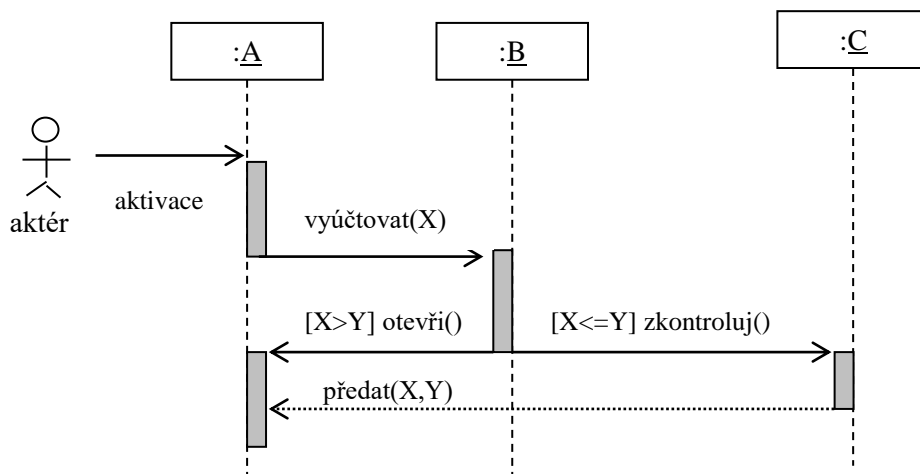 :A
:B
:C
aktér
aktivace
vyúčtovat(X)
[X>Y] otevři()
[X<=Y] zkontroluj()
předat(X,Y)